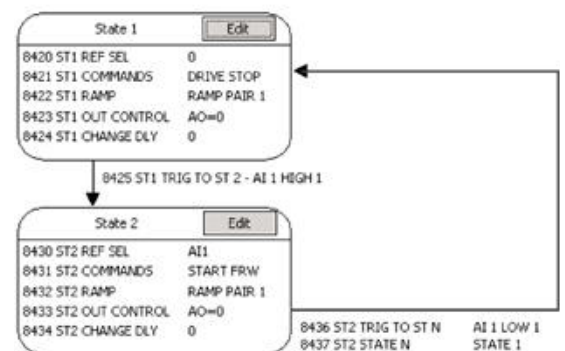 State 1 Edit
8420 ST1 REF SEL 0
8421 ST1 COMMANDS DRIVE STOP
8422 ST1 RAMP RAMP PAIR 1
8423 ST1 OUT CONTROL AO=0
8424 ST1 CHANGE DLY 0
8425 ST1 TRIG TO ST 2 - AI 1 HIGH 1
State 2 Edit
8430 ST2 REF SEL AI1
8431 ST2 COMMANDS START FRW
8432 ST2 RAMP RAMP PAIR 1
8433 ST2 OUT CONTROL AO=0
8434 ST2 CHANGE DLY 0
8436 ST2 TRIG TO ST N AI 1 LOW 1
8437 ST2 STATE N STATE 1